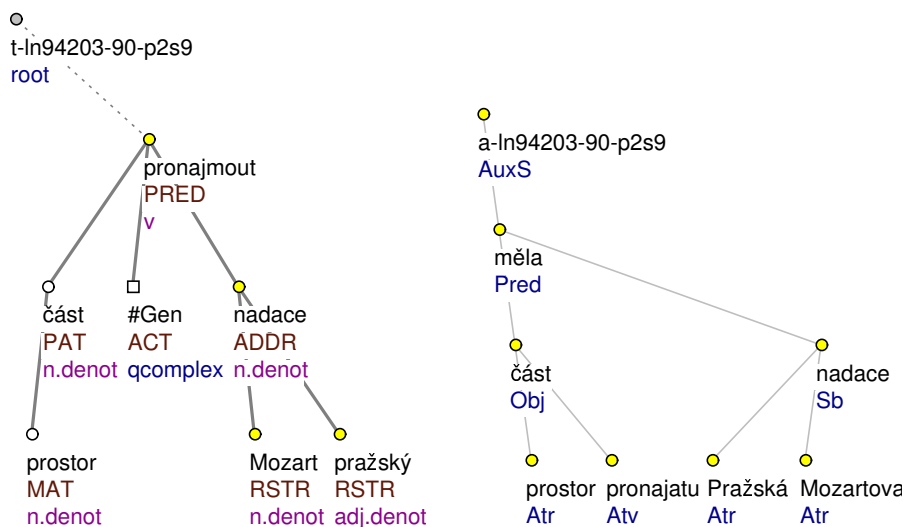 t-ln94203-90-p2s9
root
pronajmout
PRED
v
část
PAT
n.denot
#Gen
ACT
qcomplex
nadace
ADDR
n.denot
prostor
MAT
n.denot
Mozart
RSTR
n.denot
pražský
RSTR
adj.denot
a-ln94203-90-p2s9
AuxS
měla
Pred
část
Obj
nadace
Sb
prostor
Atr
pronajatu
Atv
Pražská
Atr
Mozartova
Atr